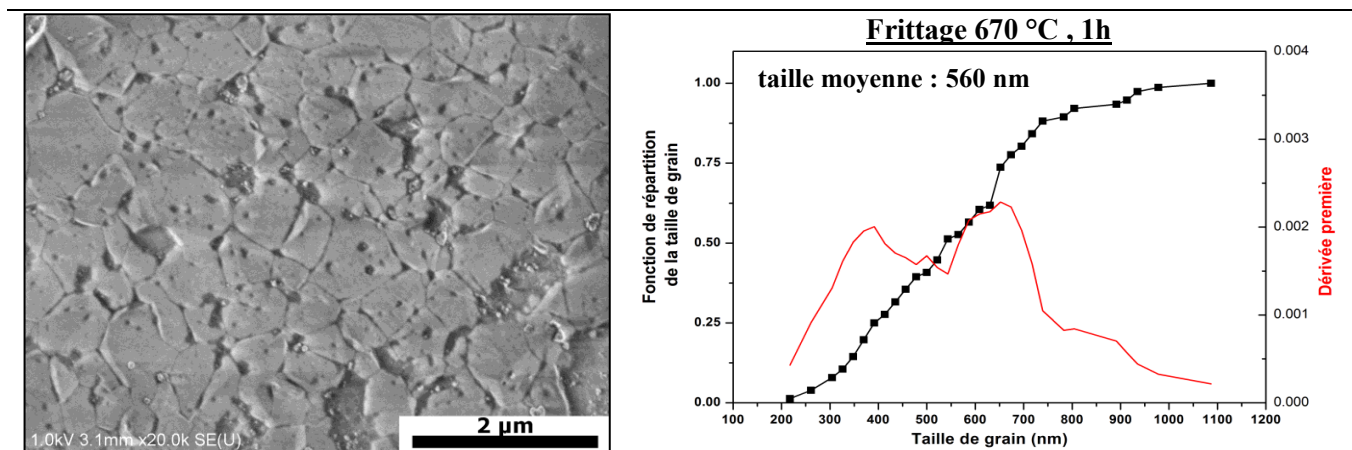 1.0kV 3.1mm x20.0k SE(U)
2 µm
Frittage 670 °C , 1h
taille moyenne : 560 nm
Fonction de répartition
de la taille de grain
1.00
0.75
0.50
0.25
0.00
0.004
0.003
0.002
0.001
0.000
Dérivée première
100 200 300 400 500 600 700 800 900 1000 1100 1200
Taille de grain (nm)